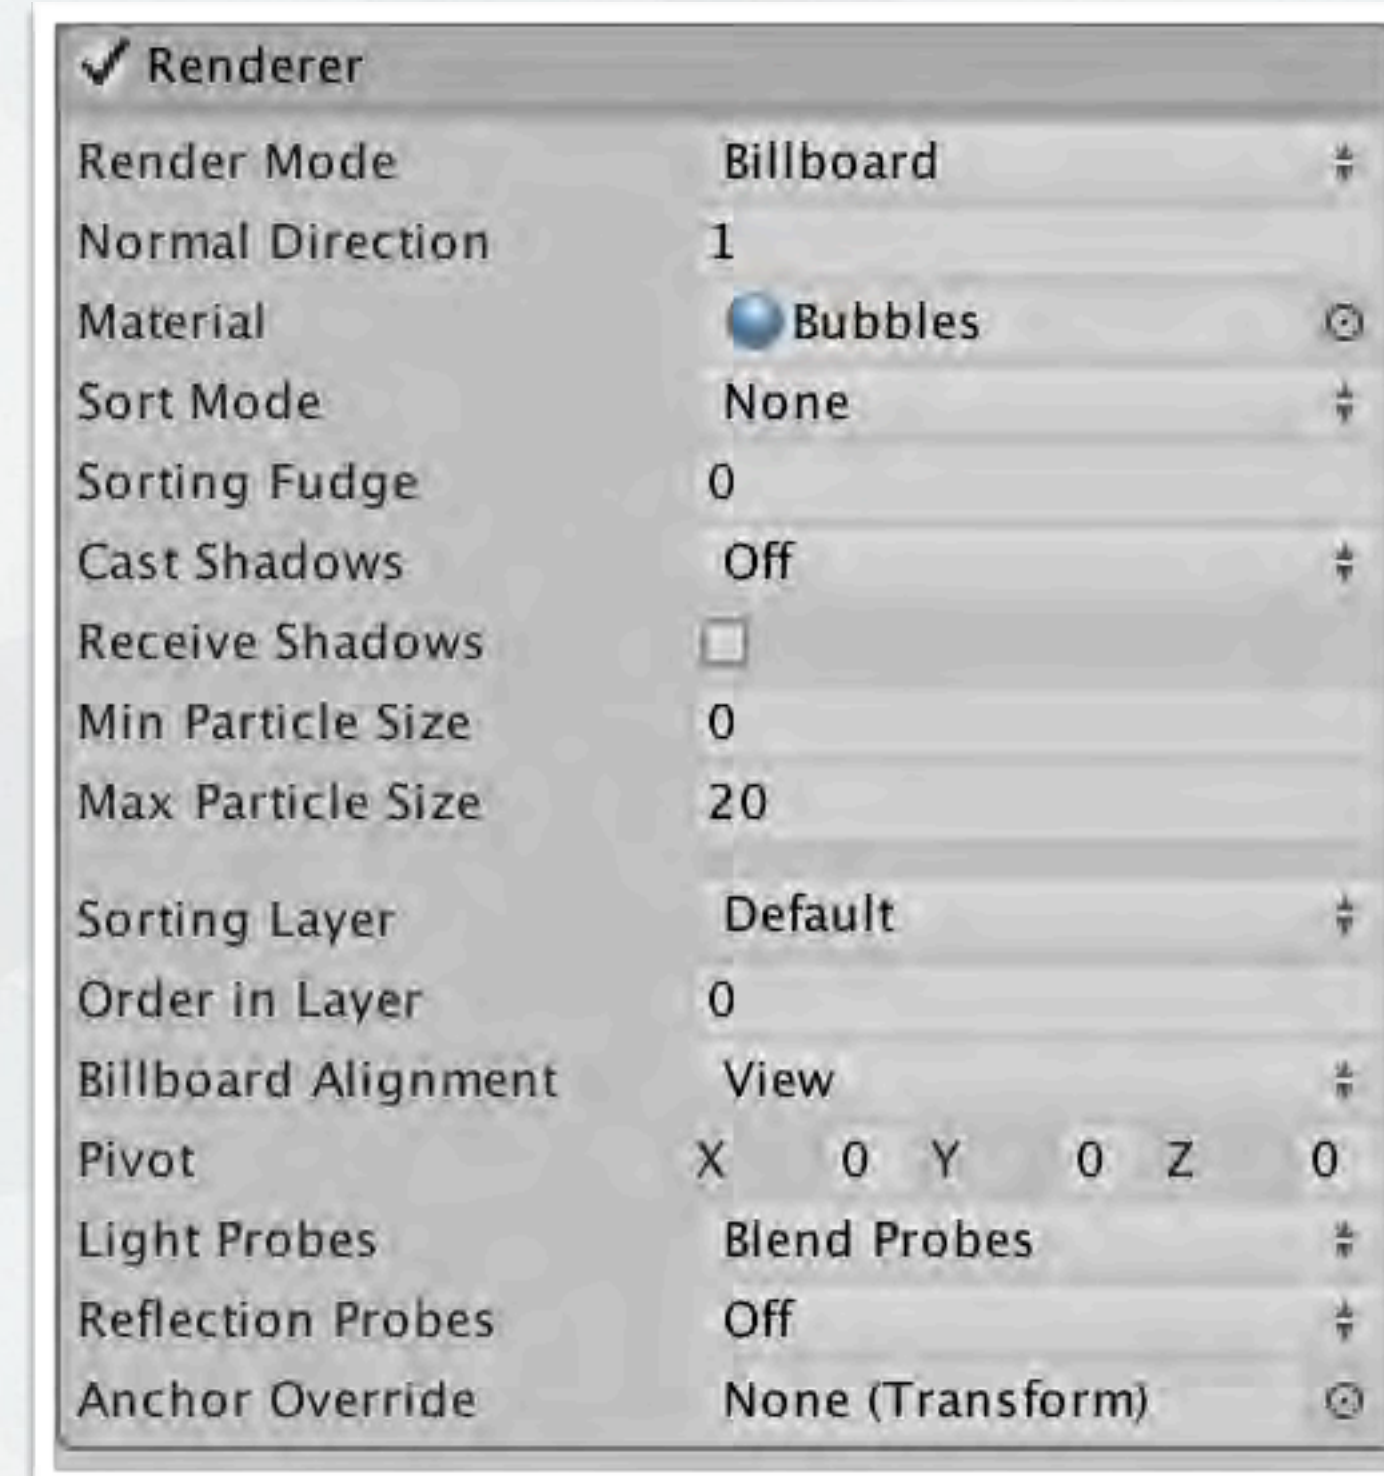 Renderer
Render Mode Billboard
Normal Direction 1
Material Bubbles
Sort Mode None
Sorting Fudge 0
Cast Shadows Off
Receive Shadows
Min Particle Size 0
Max Particle Size 20
Sorting Layer Default
Order in Layer 0
Billboard Alignment View
Pivot X 0 Y 0 Z 0
Light Probes Blend Probes
Reflection Probes Off
Anchor Override None (Transform)